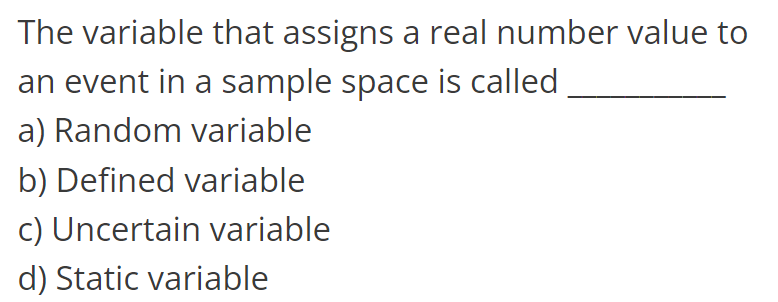 The variable that assigns a real number value to
an event in a sample space is called ___________
a) Random variable
b) Defined variable
c) Uncertain variable
d) Static variable